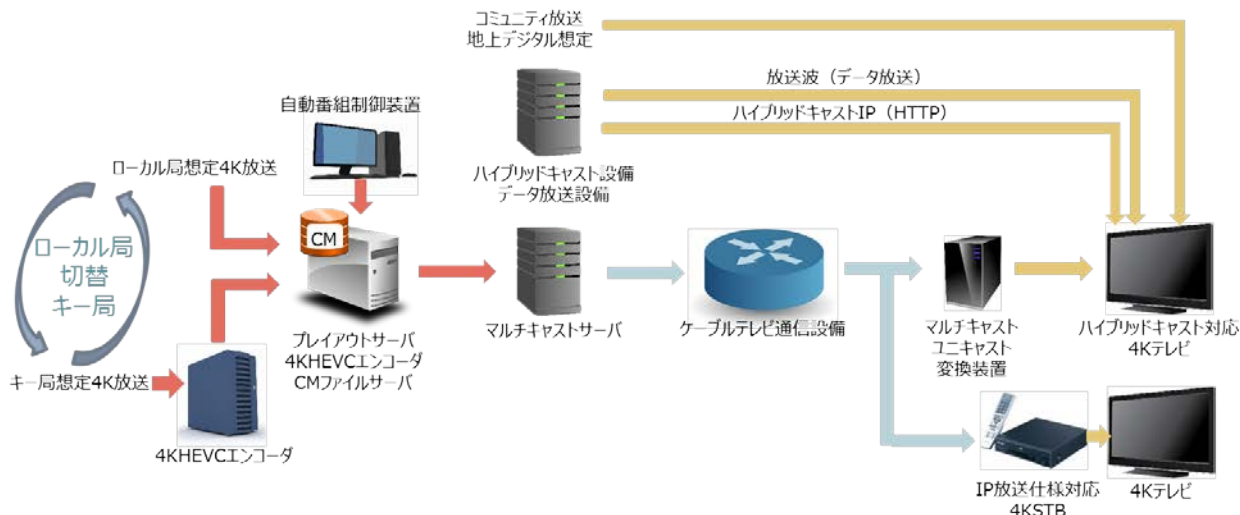 コミュニティ放送
地上デジタル想定
放送波（データ放送）
ハイブリッドキャストIP（HTTP）
自動番組制御装置
ローカル局想定4K放送
ハイブリッドキャスト設備
データ放送設備
CM
ローカル局
切替
キー局
プレイアウトサーバ
4KHEVCエンコーダ
CMファイルサーバ
マルチキャストサーバ
ケーブルテレビ通信設備
マルチキャスト
ユニキャスト
変換装置
ハイブリッドキャスト対応
4Kテレビ
キー局想定4K放送
4KHEVCエンコーダ
IP放送仕様対応
4KSTB
4Kテレビ